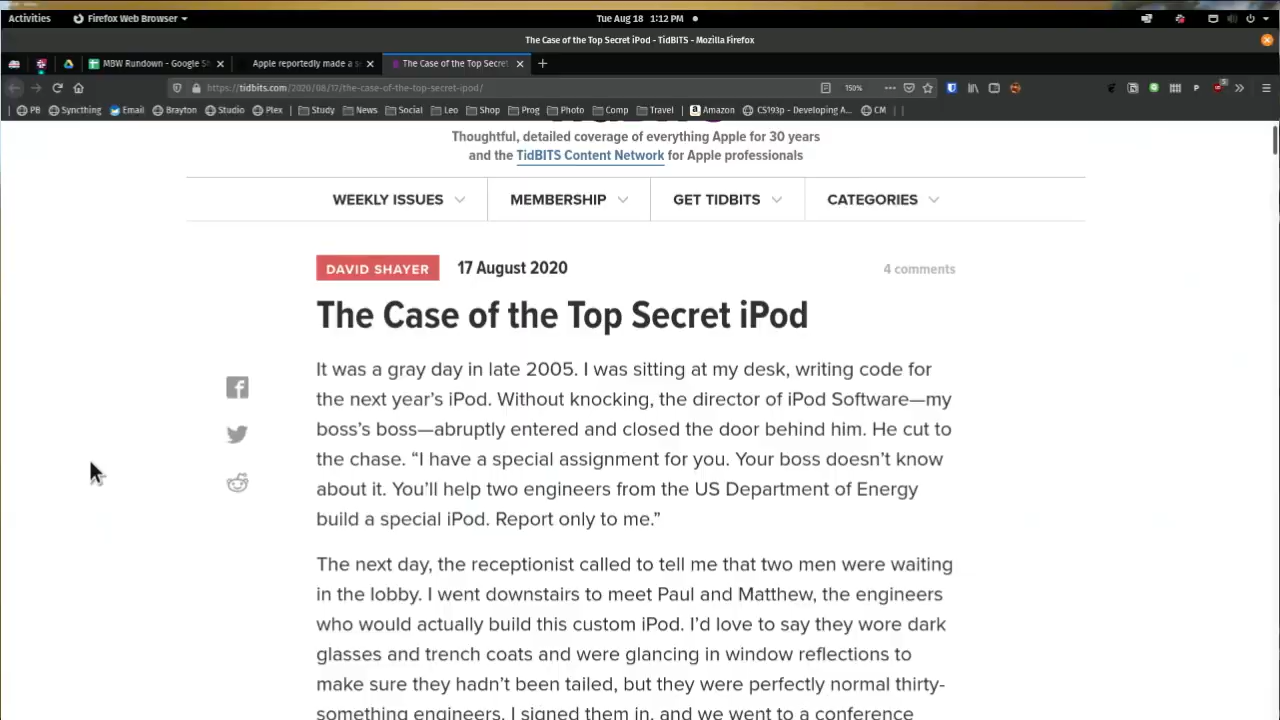 Activities
Firefox Web Browser
Tue Aug 18 1:12 PM
The Case of the Top Secret iPod - TidBITS - Mozilla Firefox
MBW Rundown - Google S
Apple reportedly made a s
The Case of the Top Secret
https://tidbits.com/2020/08/17/the-case-of-the-top-secret-ipod/
150%
PB
Syncthing
Email
Brayton
Studio
Plex
Study
News
Social
Leo
Shop
Prog
Photo
Comp
Travel
Amazon
CS193p - Developing A...
CM
Thoughtful, detailed coverage of everything Apple for 30 years
and the TidBITS Content Network for Apple professionals
WEEKLY ISSUES
MEMBERSHIP
GET TIDBITS
CATEGORIES
DAVID SHAYER
17 August 2020
4 comments
The Case of the Top Secret iPod
It was a gray day in late 2005. I was sitting at my desk, writing code for
the next year’s iPod. Without knocking, the director of iPod Software—my
boss’s boss—abruptly entered and closed the door behind him. He cut to
the chase. “I have a special assignment for you. Your boss doesn’t know
about it. You’ll help two engineers from the US Department of Energy
build a special iPod. Report only to me.”
The next day, the receptionist called to tell me that two men were waiting
in the lobby. I went downstairs to meet Paul and Matthew, the engineers
who would actually build this custom iPod. I’d love to say they wore dark
glasses and trench coats and were glancing in window reflections to
make sure they hadn’t been tailed, but they were perfectly normal thirty-
something engineers. I signed them in, and we went to a conference